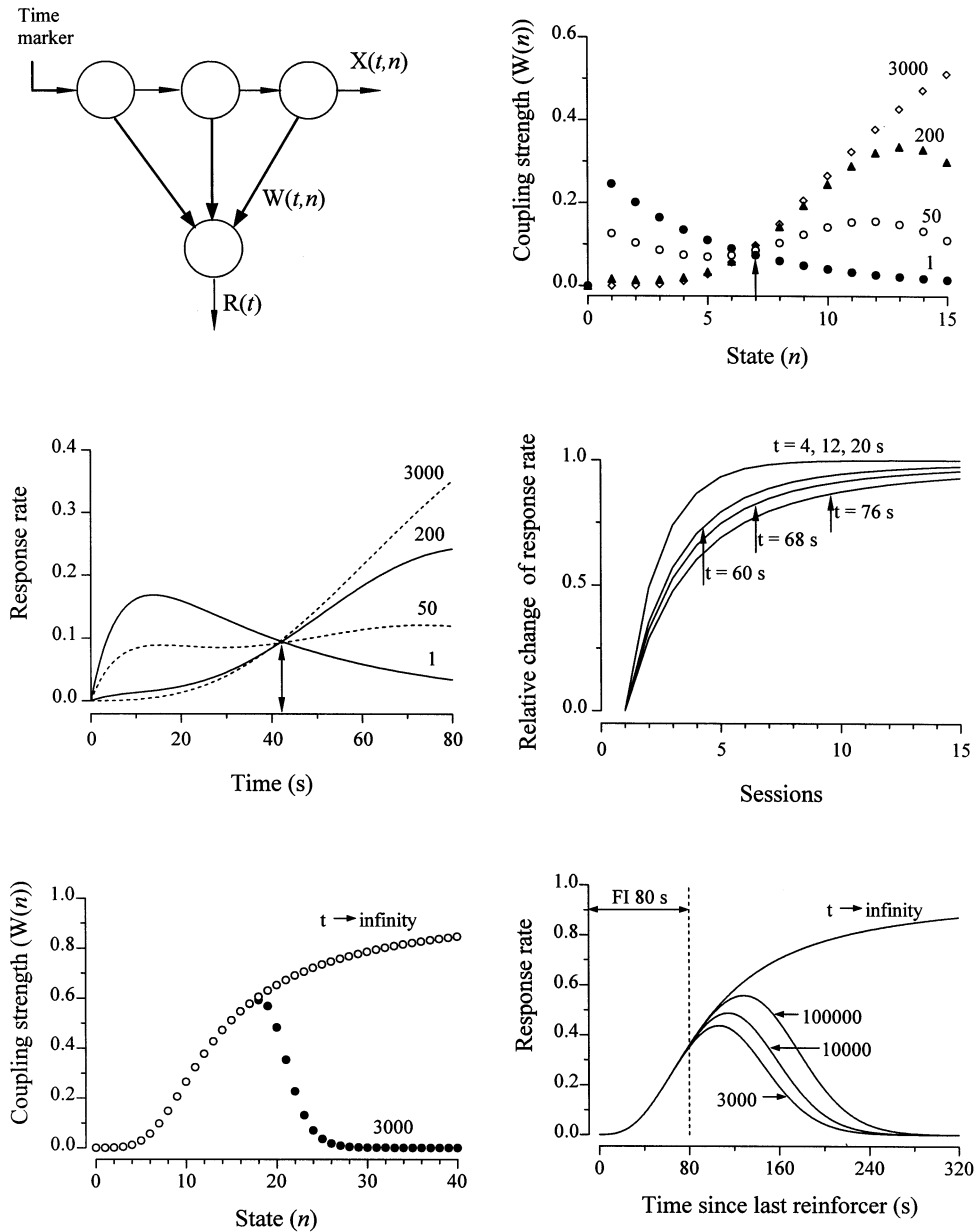 Time
marker
X(t,n)
W(t,n)
R(t)
Coupling strength (W(n))
0.6
0.4
0.2
0.0
3000
200
50
1
0
5
10
15
State (n)
Response rate
0.4
0.3
0.2
0.1
0.0
3000
200
50
1
0
20
40
60
80
Time (s)
Relative change of response rate
1.0
0.5
0.0
t = 4, 12, 20 s
t = 76 s
t = 68 s
t = 60 s
0
5
10
15
Sessions
Coupling strength (W(n))
1.0
0.8
0.6
0.4
0.2
0.0
t → infinity
3000
0
10
20
30
40
State (n)
Response rate
1.0
0.8
0.6
0.4
0.2
0.0
FI 80 s
t → infinity
100000
10000
3000
0
80
160
240
320
Time since last reinforcer (s)